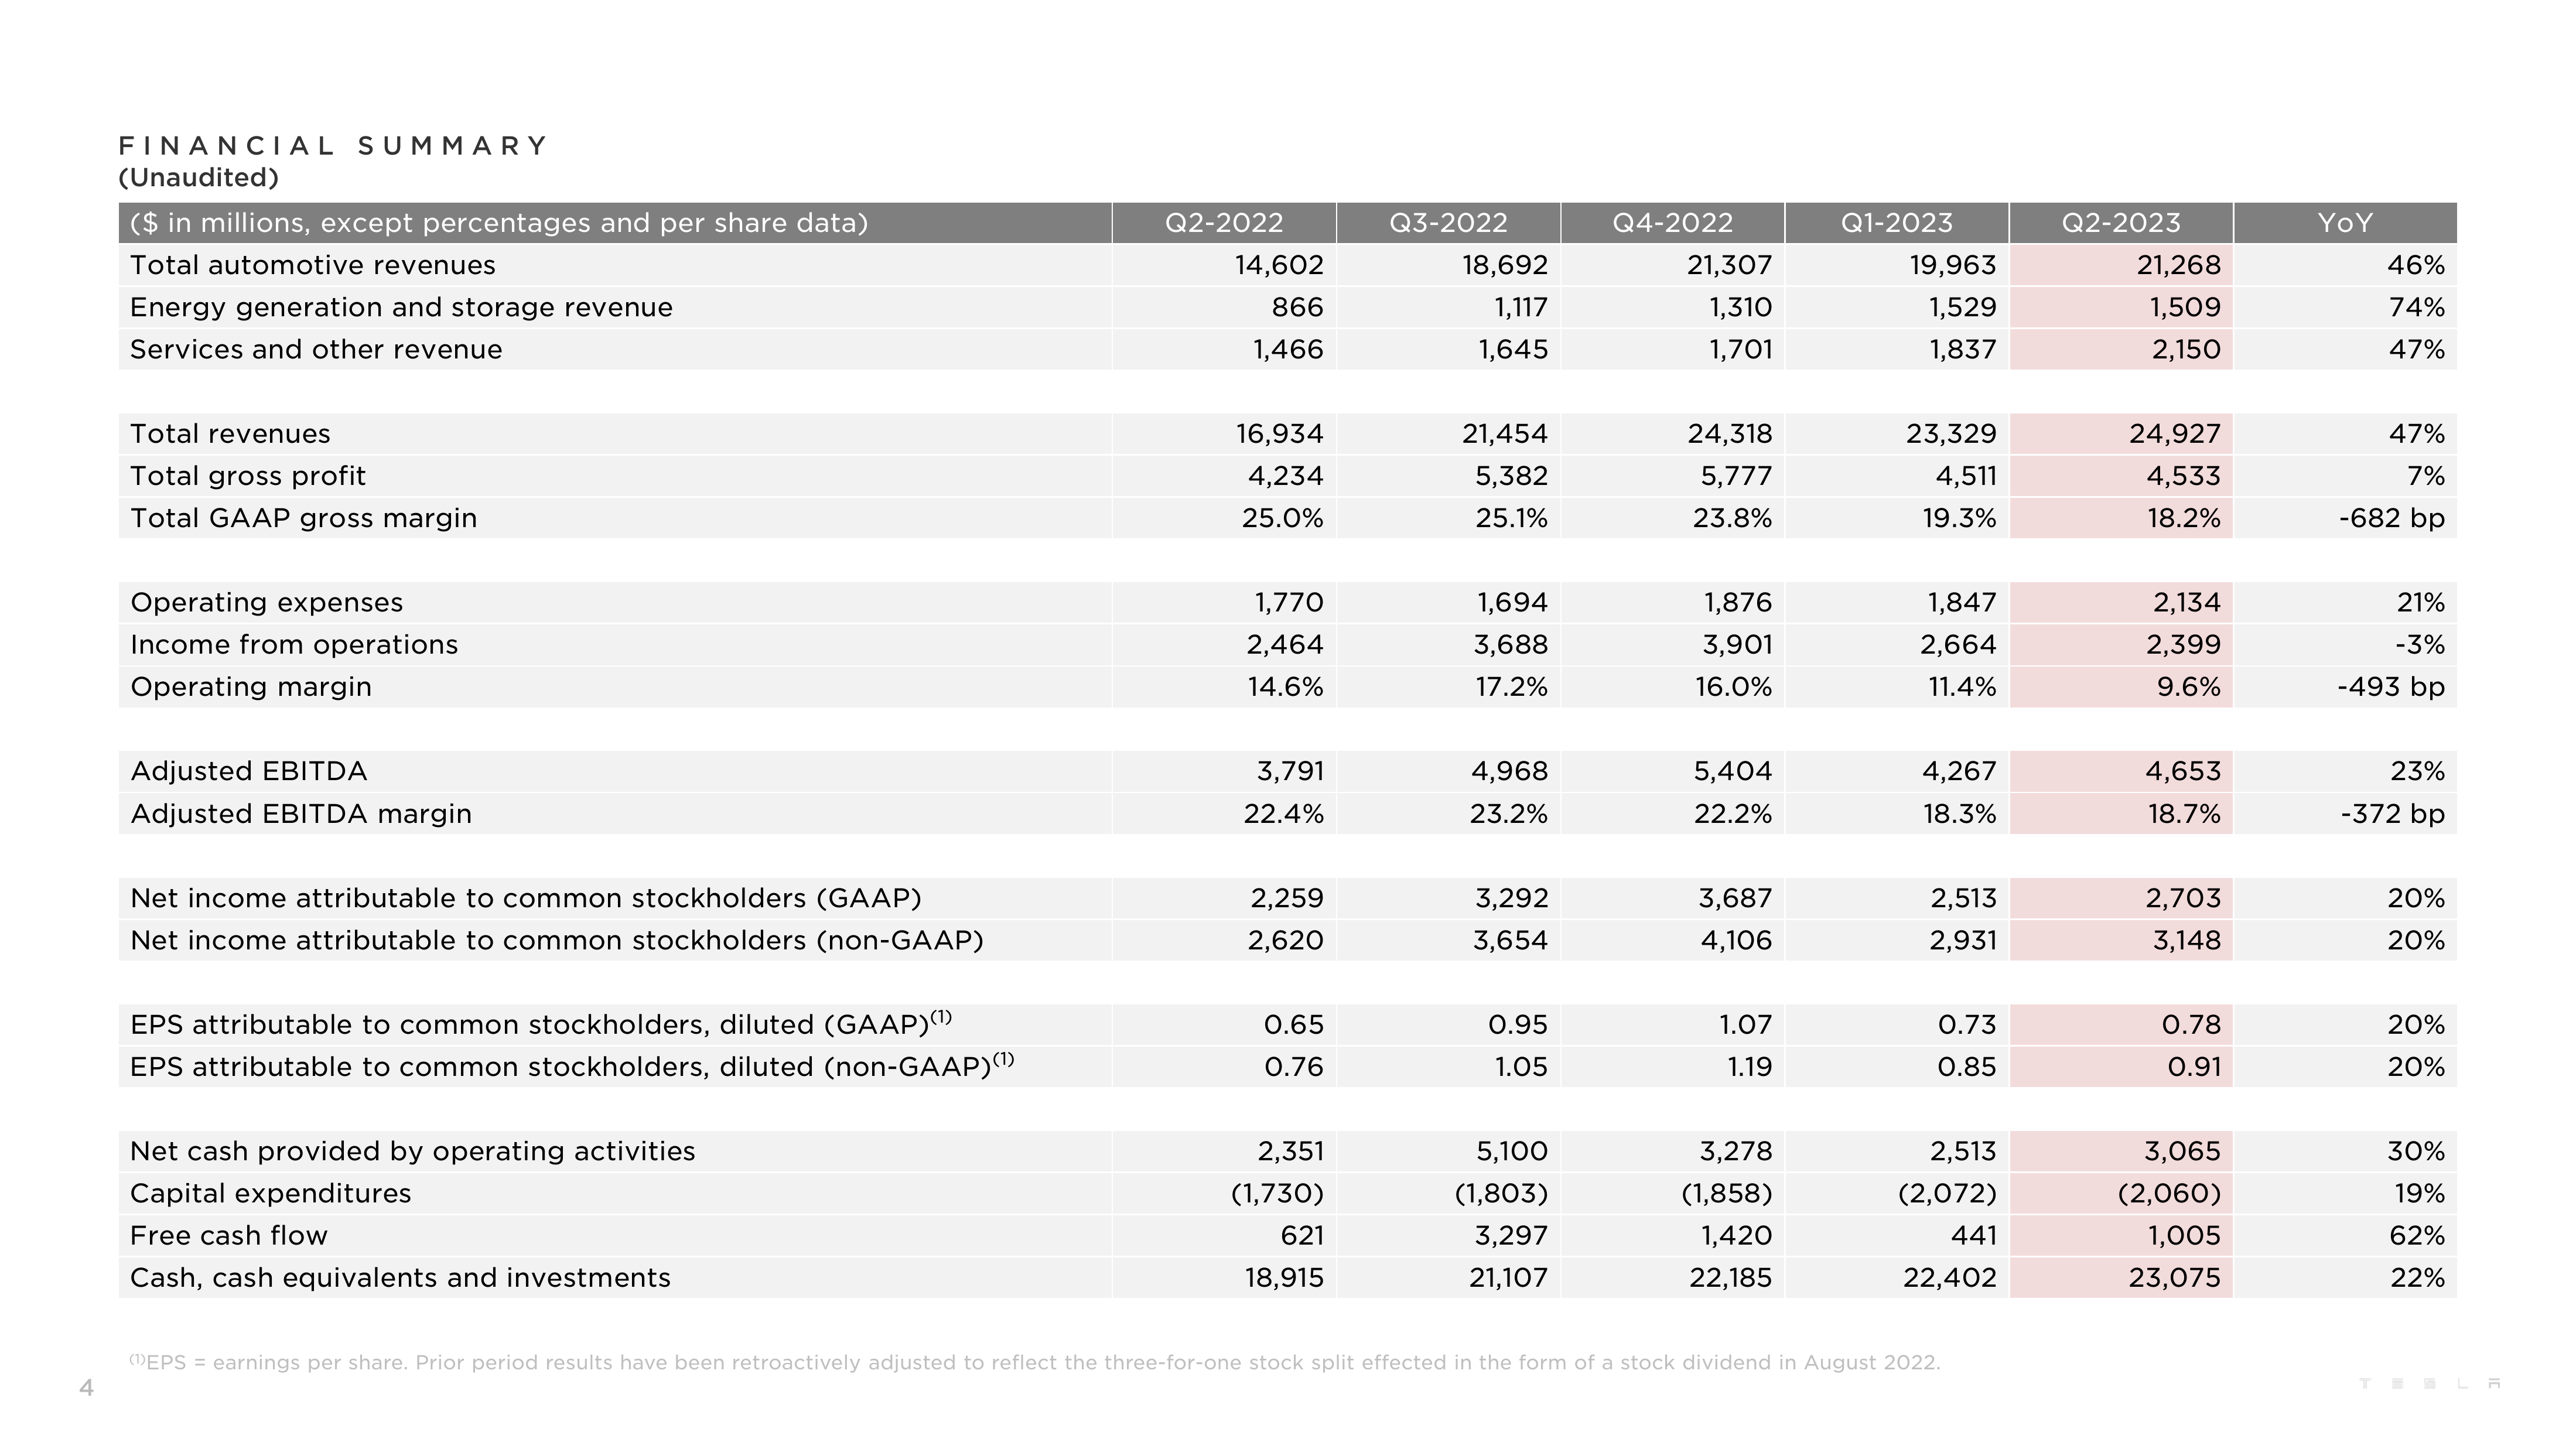 FINANCIAL SUMMARY
(Unaudited)
($ in millions, except percentages and per share data) Q2-2022 Q3-2022 Q4-2022 Q1-2023 Q2-2023 YoY
Total automotive revenues 14,602 18,692 21,307 19,963 21,268 46%
Energy generation and storage revenue 866 1,117 1,310 1,529 1,509 74%
Services and other revenue 1,466 1,645 1,701 1,837 2,150 47%
Total revenues 16,934 21,454 24,318 23,329 24,927 47%
Total gross profit 4,234 5,382 5,777 4,511 4,533 7%
Total GAAP gross margin 25.0% 25.1% 23.8% 19.3% 18.2% -682 bp
Operating expenses 1,770 1,694 1,876 1,847 2,134 21%
Income from operations 2,464 3,688 3,901 2,664 2,399 -3%
Operating margin 14.6% 17.2% 16.0% 11.4% 9.6% -493 bp
Adjusted EBITDA 3,791 4,968 5,404 4,267 4,653 23%
Adjusted EBITDA margin 22.4% 23.2% 22.2% 18.3% 18.7% -372 bp
Net income attributable to common stockholders (GAAP) 2,259 3,292 3,687 2,513 2,703 20%
Net income attributable to common stockholders (non-GAAP) 2,620 3,654 4,106 2,931 3,148 20%
EPS attributable to common stockholders, diluted (GAAP)(1) 0.65 0.95 1.07 0.73 0.78 20%
EPS attributable to common stockholders, diluted (non-GAAP)(1) 0.76 1.05 1.19 0.85 0.91 20%
Net cash provided by operating activities 2,351 5,100 3,278 2,513 3,065 30%
Capital expenditures (1,730) (1,803) (1,858) (2,072) (2,060) 19%
Free cash flow 621 3,297 1,420 441 1,005 62%
Cash, cash equivalents and investments 18,915 21,107 22,185 22,402 23,075 22%
(1)EPS = earnings per share. Prior period results have been retroactively adjusted to reflect the three-for-one stock split effected in the form of a stock dividend in August 2022.
4
TESLA